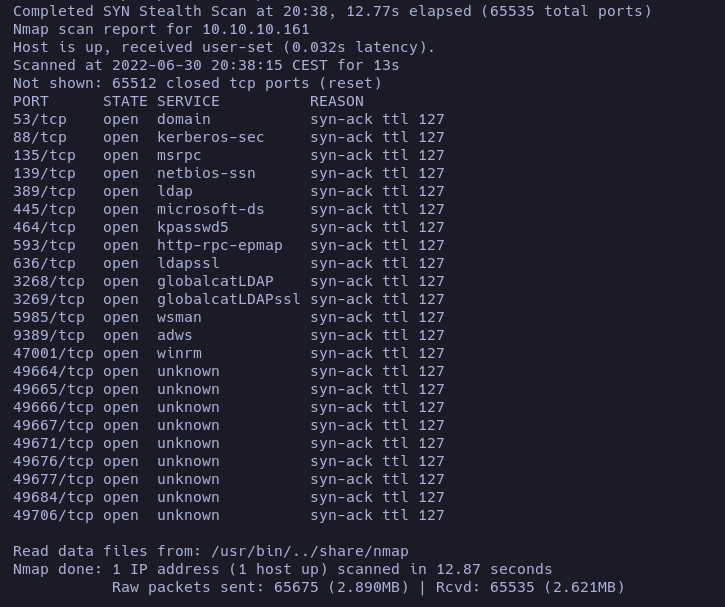 Completed SYN Stealth Scan at 20:38, 12.77s elapsed (65535 total ports)
Nmap scan report for 10.10.10.161
Host is up, received user-set (0.032s latency).
Scanned at 2022-06-30 20:38:15 CEST for 13s
Not shown: 65512 closed tcp ports (reset)
PORT      STATE SERVICE          REASON
53/tcp    open  domain           syn-ack ttl 127
88/tcp    open  kerberos-sec     syn-ack ttl 127
135/tcp   open  msrpc            syn-ack ttl 127
139/tcp   open  netbios-ssn      syn-ack ttl 127
389/tcp   open  ldap             syn-ack ttl 127
445/tcp   open  microsoft-ds     syn-ack ttl 127
464/tcp   open  kpasswd5         syn-ack ttl 127
593/tcp   open  http-rpc-epmap   syn-ack ttl 127
636/tcp   open  ldapssl          syn-ack ttl 127
3268/tcp  open  globalcatLDAP    syn-ack ttl 127
3269/tcp  open  globalcatLDAPssl syn-ack ttl 127
5985/tcp  open  wsman            syn-ack ttl 127
9389/tcp  open  adws             syn-ack ttl 127
47001/tcp open  winrm            syn-ack ttl 127
49664/tcp open  unknown          syn-ack ttl 127
49665/tcp open  unknown          syn-ack ttl 127
49666/tcp open  unknown          syn-ack ttl 127
49667/tcp open  unknown          syn-ack ttl 127
49671/tcp open  unknown          syn-ack ttl 127
49676/tcp open  unknown          syn-ack ttl 127
49677/tcp open  unknown          syn-ack ttl 127
49684/tcp open  unknown          syn-ack ttl 127
49706/tcp open  unknown          syn-ack ttl 127
Read data files from: /usr/bin/../share/nmap
Nmap done: 1 IP address (1 host up) scanned in 12.87 seconds
           Raw packets sent: 65675 (2.890MB) | Rcvd: 65535 (2.621MB)